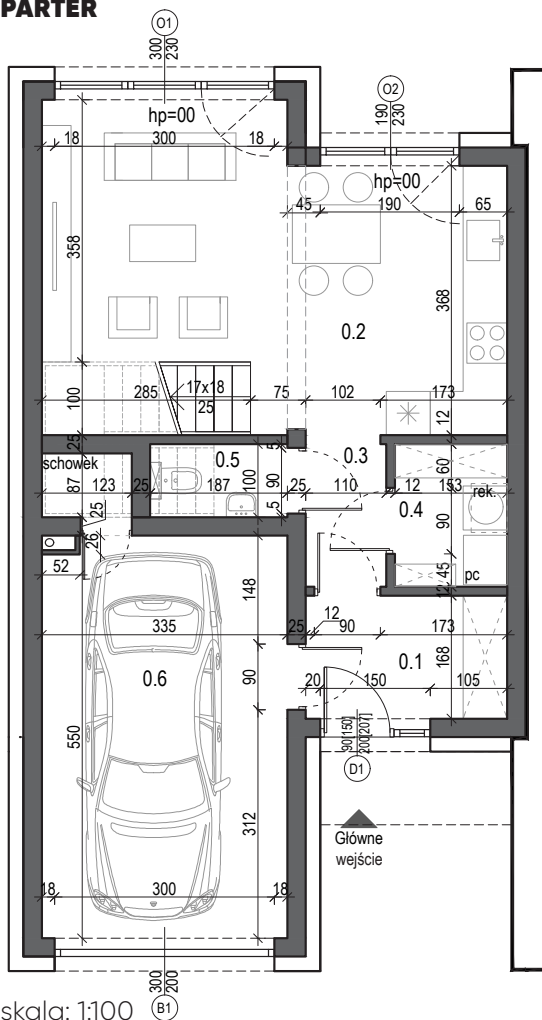 PARTER
O1
300
230
O2
190
230
hp=00
18 300 18
hp=00
45 190 65
358
368
0.2
17x18
25
285 75 102 173
100
12
25
5
0.3
0.5
60
schowek
87
123 25 187
100
90
25 110 12 153
rek.
5
0.4
25
26
90
52
45
pc
12
148
12
335 25 90 173
0.1
168
0.6
90
20 150 105
90[150]
200[207]
D1
550
312
Główne
wejście
18 300 18
300
200
B1
skala: 1:100